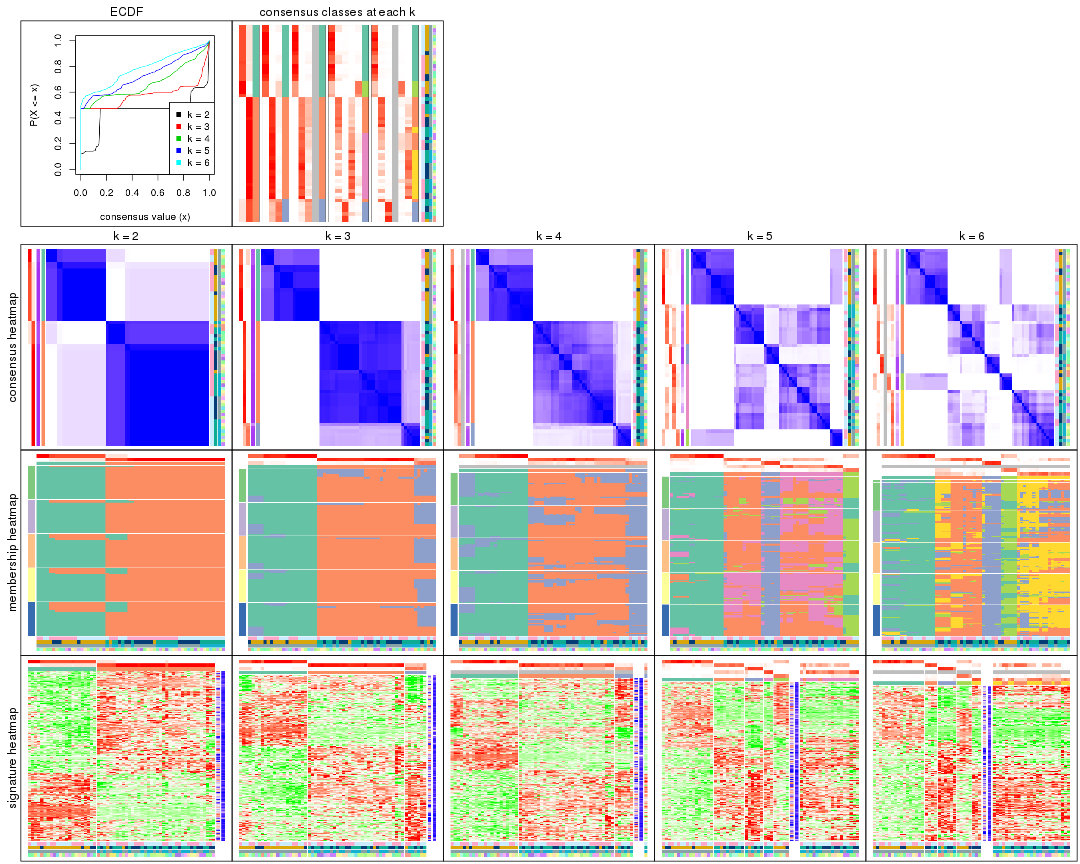 ECDF
consensus classes at each k
P(X <= x)
1.0
0.8
0.6
0.4
0.2
0.0
k = 2
k = 3
k = 4
k = 5
k = 6
0.0 0.2 0.4 0.6 0.8 1.0
consensus value (x)
k = 2
k = 3
k = 4
k = 5
k = 6
consensus heatmap
membership heatmap
signature heatmap